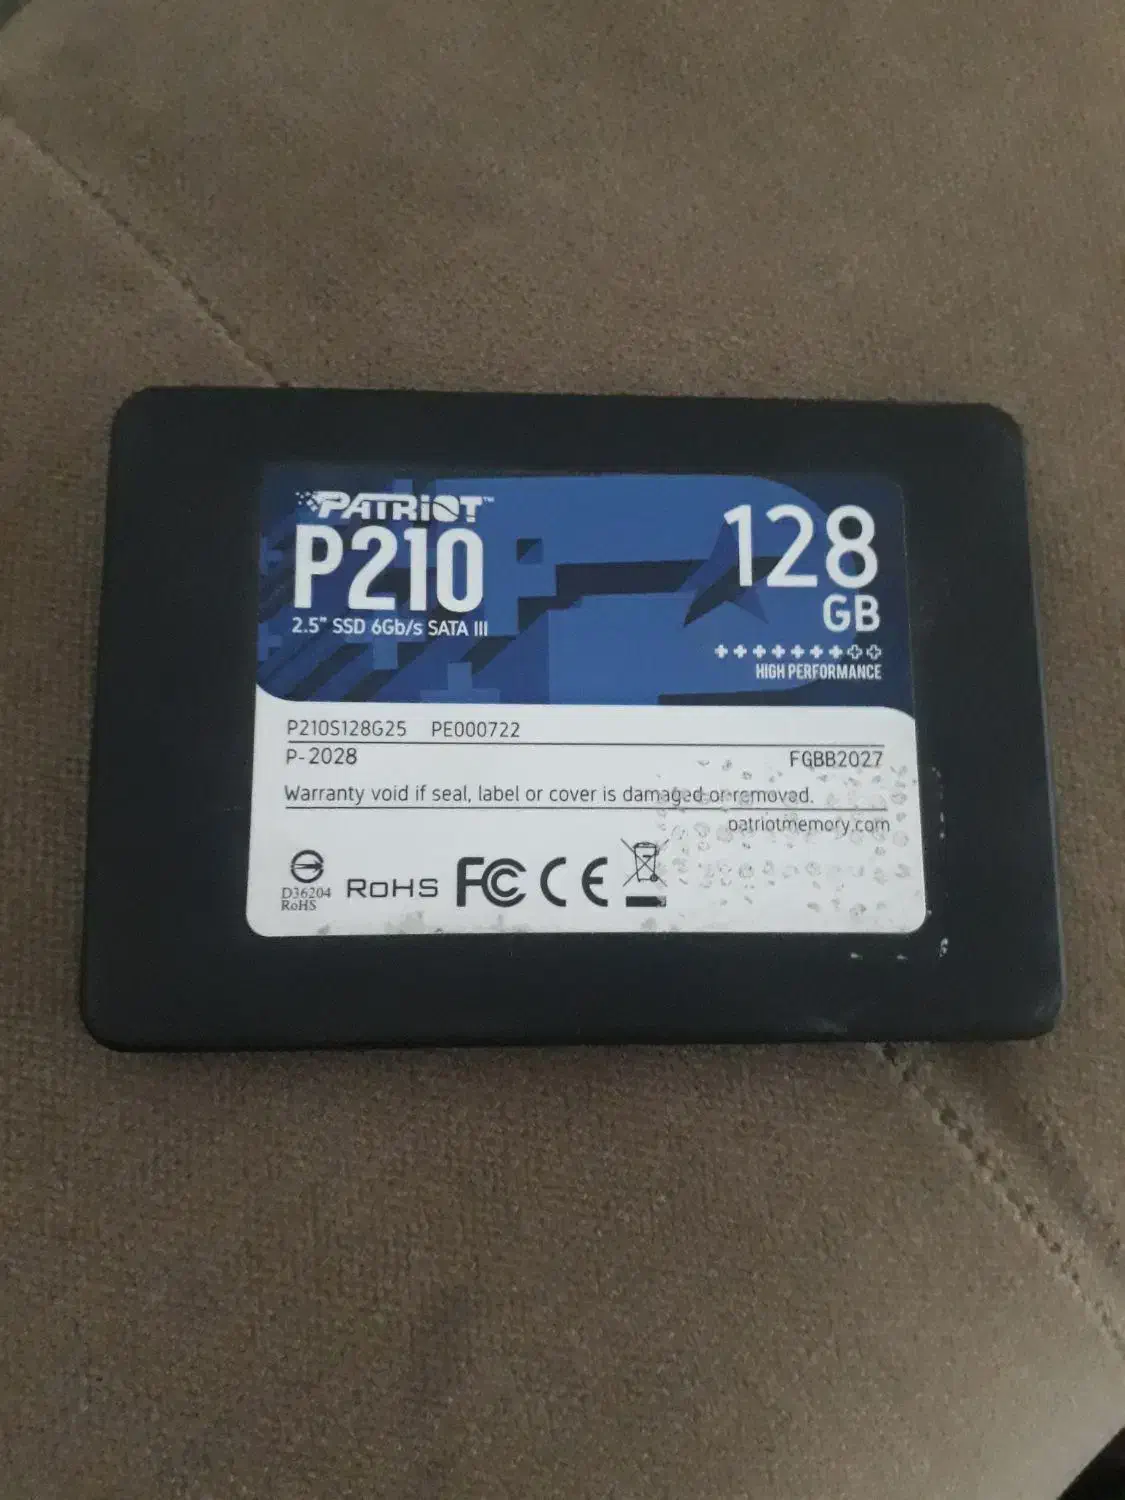 PATRIOT™
P210
2.5" SSD 6Gb/s SATA III
128
GB
HIGH PERFORMANCE
P210S128G25 PE000722
P-2028 FGBB2027
Warranty void if seal, label or cover is damaged or removed.
patriotmemory.com
D36204
RoHS
RoHS FC CE